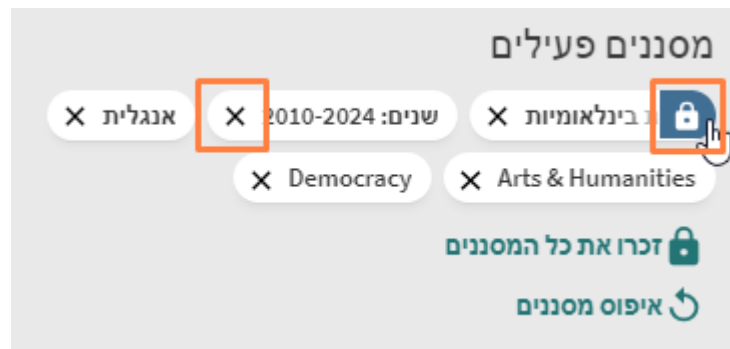 מסננים פעילים
בינלאומיות × שנים: 2010-2024 × אנגלית ×
Arts & Humanities × Democracy ×
זכרו את כל המסננים
איפוס מסננים